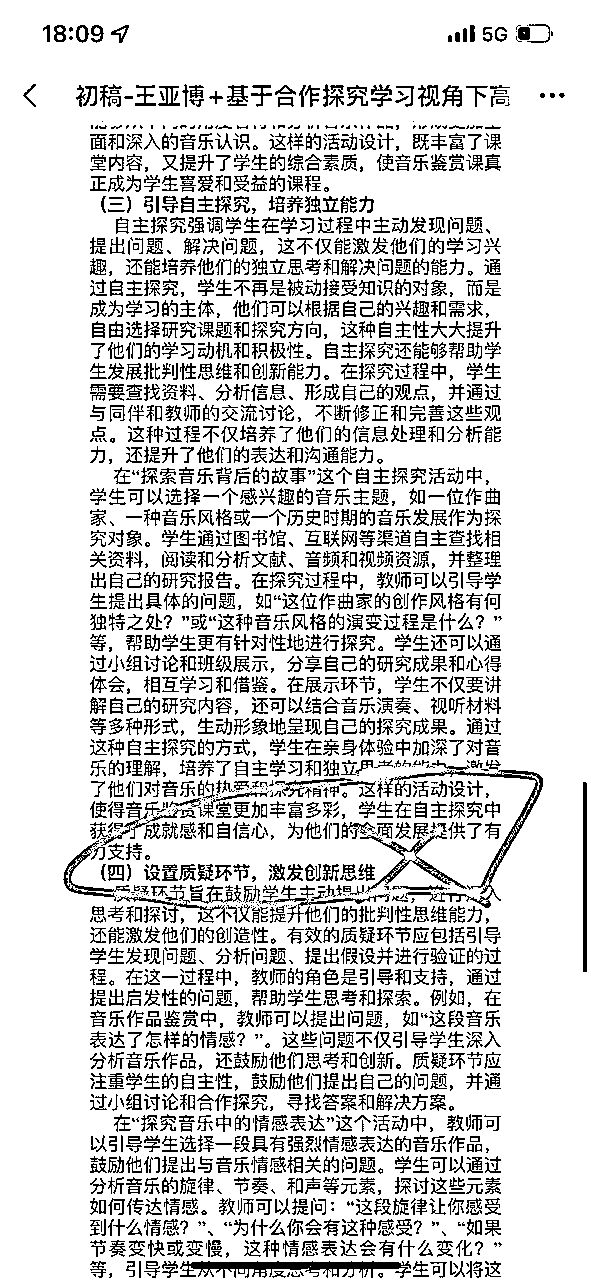 18:09
5G
初稿-王亚博+基于合作探究学习视角下高
面和深入的音乐认识。这样的活动设计，既丰富了课
堂内容，又提升了学生的综合素质，使音乐鉴赏课真
正成为学生喜爱和受益的课程。
（三）引导自主探究，培养独立能力
自主探究强调学生在学习过程中主动发现问题、
提出问题、解决问题，这不仅能激发他们的学习兴
趣，还能培养他们的独立思考和解决问题的能力。通
过自主探究，学生不再是被动接受知识的对象，而是
成为学习的主体，他们可以根据自己的兴趣和需求，
自由选择研究课题和探究方向，这种自主性大大提升
了他们的学习动机和积极性。自主探究还能够帮助学
生发展批判性思维和创新能力。在探究过程中，学生
需要查找资料、分析信息、形成自己的观点，并通过
与同伴和教师的交流讨论，不断修正和完善这些观
点。这种过程不仅培养了他们的信息处理和分析能
力，还提升了他们的表达和沟通能力。
在“探索音乐背后的故事”这个自主探究活动中，
学生可以选择一个感兴趣的音乐主题，如一位作曲
家、一种音乐风格或一个历史时期的音乐发展作为探
究对象。学生通过图书馆、互联网等渠道自主查找相
关资料，阅读和分析文献、音频和视频资源，并整理
出自己的研究报告。在探究过程中，教师可以引导学
生提出具体的问题，如“这位作曲家的创作风格有何
独特之处？”或“这种音乐风格的演变过程是什么？”
等，帮助学生更有针对性地进行探究。学生还可以通
过小组讨论和班级展示，分享自己的研究成果和心得
体会，相互学习和借鉴。在展示环节，学生不仅要讲
解自己的研究内容，还可以结合音乐演奏、视听材料
等多种形式，生动形象地呈现自己的探究成果。通过
这种自主探究的方式，学生在亲身体验中加深了对音
乐的理解，培养了自主学习和独立思考的能力，激发
了他们对音乐的热爱和探究精神。这样的活动设计，
使得音乐鉴赏课堂更加丰富多彩，学生在自主探究中
获得了成就感和自信心，为他们的全面发展提供了有
力支持。
（四）设置质疑环节，激发创新思维
质疑环节旨在鼓励学生主动提出问题，进行深入
思考和探讨，这不仅能提升他们的批判性思维能力，
还能激发他们的创造性。有效的质疑环节应包括引导
学生发现问题、分析问题、提出假设并进行验证的过
程。在这一过程中，教师的角色是引导和支持，通过
提出启发性的问题，帮助学生思考和探索。例如，在
音乐作品鉴赏中，教师可以提出问题，如“这段音乐
表达了怎样的情感？”。这些问题不仅引导学生深入
分析音乐作品，还鼓励他们思考和创新。质疑环节应
注重学生的自主性，鼓励他们提出自己的问题，并通
过小组讨论和合作探究，寻找答案和解决方案。
在“探究音乐中的情感表达”这个活动中，教师可
以引导学生选择一段具有强烈情感表达的音乐作品，
鼓励他们提出与音乐情感相关的问题。学生可以通过
分析音乐的旋律、节奏、和声等元素，探讨这些元素
如何传达情感。教师可以提问：“这段旋律让你感受
到什么情感？”、“为什么你会有这种感受？”、“如果
节奏变快或变慢，这种情感表达会有什么变化？”
等，引导学生从不同角度思考和分析。学生可以将这